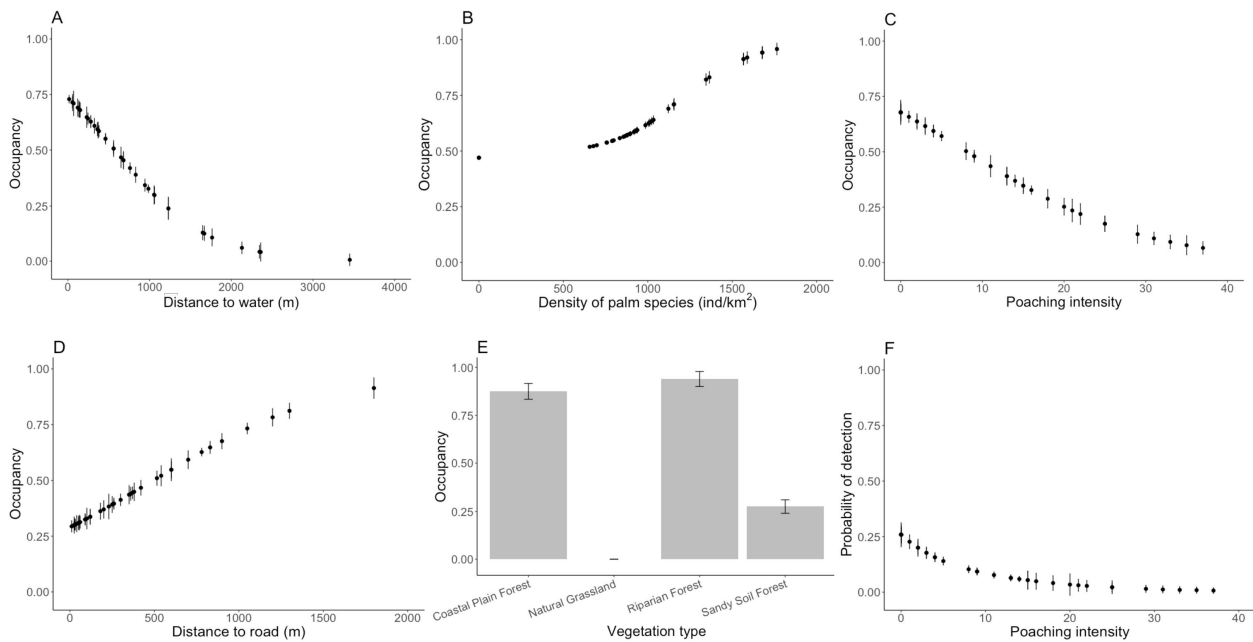 A
1.00
0.75
0.50
0.25
0.00
Occupancy
0
1000
2000
3000
4000
Distance to water (m)
B
1.00
0.75
0.50
0.25
0.00
Occupancy
0
500
1000
1500
2000
Density of palm species (ind/km²)
C
1.00
0.75
0.50
0.25
0.00
Occupancy
0
10
20
30
40
Poaching intensity
D
1.00
0.75
0.50
0.25
0.00
Occupancy
0
500
1000
1500
2000
Distance to road (m)
E
1.00
0.75
0.50
0.25
0.00
Occupancy
Coastal Plain Forest
Natural Grassland
Riparian Forest
Sandy Soil Forest
Vegetation type
F
1.00
0.75
0.50
0.25
0.00
Probability of detection
0
10
20
30
40
Poaching intensity